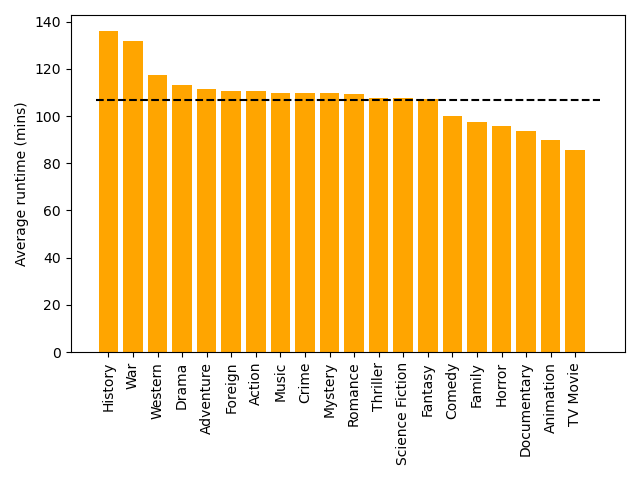 Average runtime (mins)
140
120
100
80
60
40
20
0
History
War
Western
Drama
Adventure
Foreign
Action
Music
Crime
Mystery
Romance
Thriller
Science Fiction
Fantasy
Comedy
Family
Horror
Documentary
Animation
TV Movie